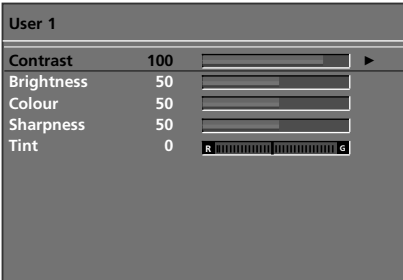 User 1
Contrast 100
Brightness 50
Colour 50
Sharpness 50
Tint 0 R G